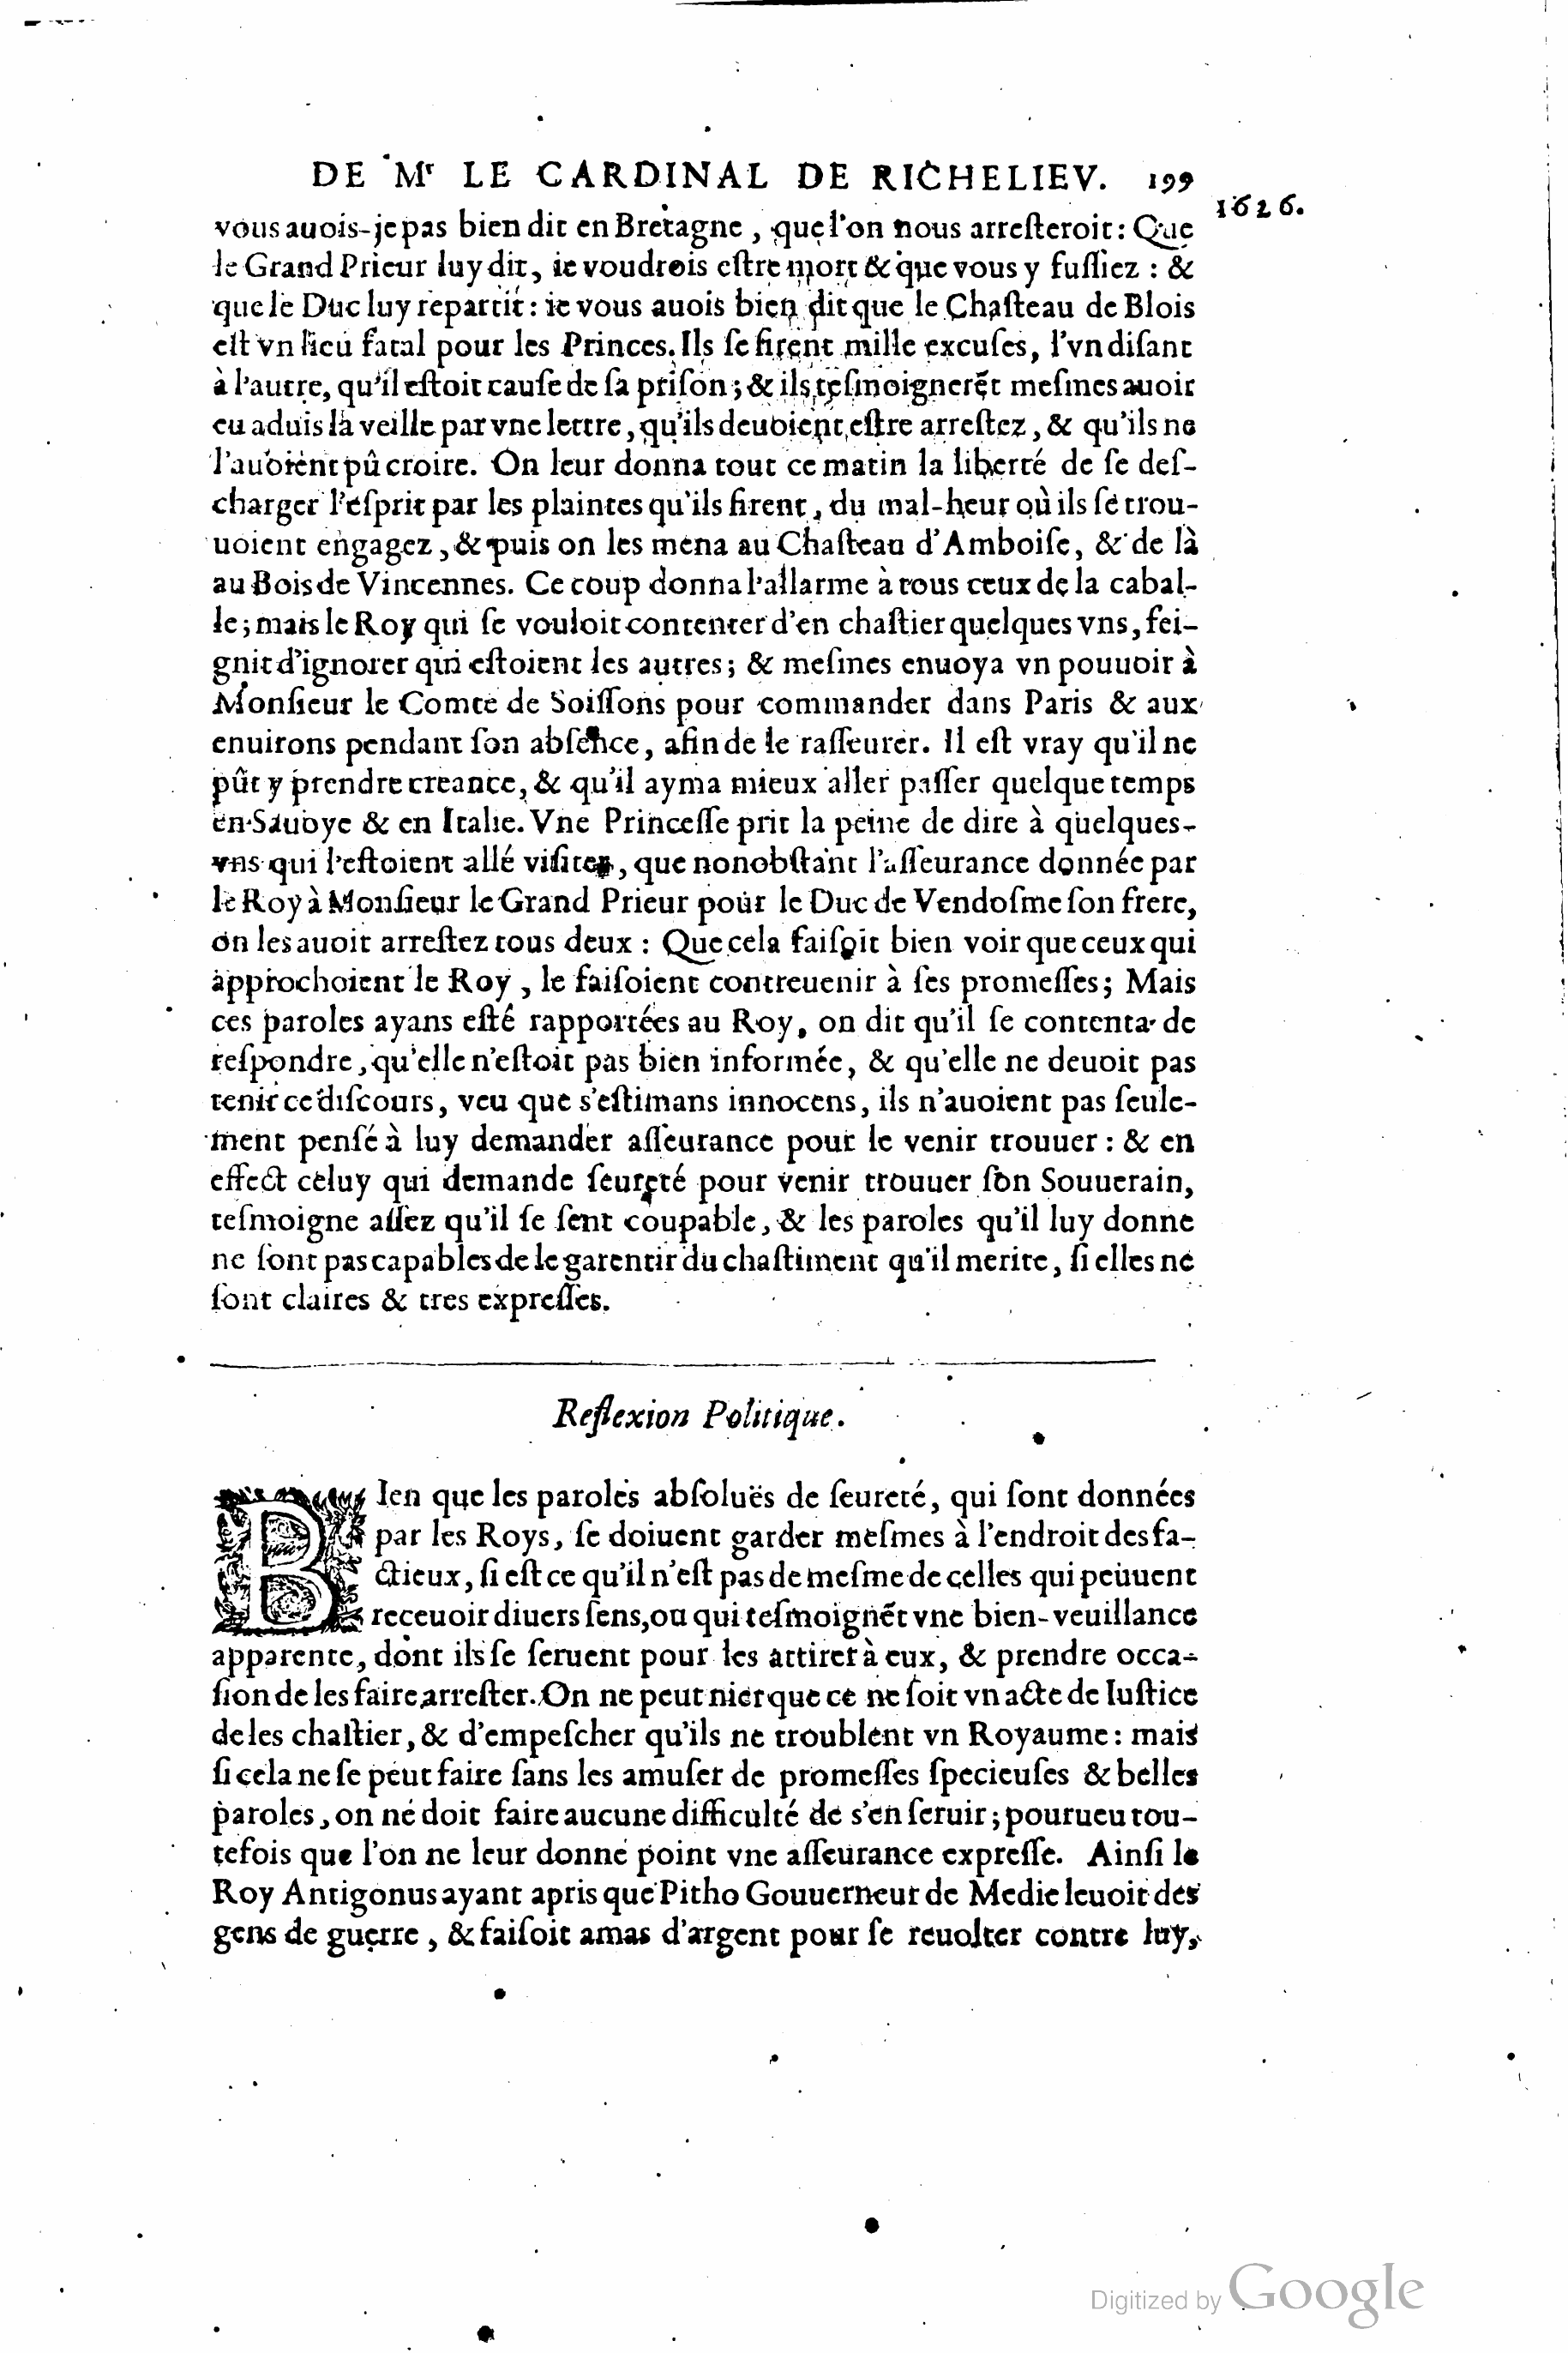 DE Mr LE CARDINAL DE RICHELIEV. 199
1626.
vous auois-je pas bien dit en Bretagne, que l'on nous arresteroit: Que
le Grand Prieur luy dit, ie voudrois estre mort & que vous y fussiez : &
que le Duc luy repartit: ie vous auois bien dit que le Chasteau de Blois
est vn lieu fatal pour les Princes. Ils se firent mille excuses, l'vn disant
à l'autre, qu'il estoit cause de sa prison; & ils tesmoignerẽt mesmes auoir
eu aduis la veille par vne lettre, qu'ils deuoient estre arrestez, & qu'ils ne
l'auoient pû croire. On leur donna tout ce matin la liberté de se des-
charger l'esprit par les plaintes qu'ils firent, du mal-heur où ils se trou-
uoient engagez, & puis on les mena au Chasteau d'Amboise, & de là
au Bois de Vincennes. Ce coup donna l'allarme à tous ceux de la cabal-
le; mais le Roy qui se vouloit contenter d'en chastier quelques vns, fei-
gnit d'ignorer qui estoient les autres; & mesmes enuoya vn pouuoir à
Monsieur le Comte de Soissons pour commander dans Paris & aux
enuirons pendant son absence, afin de le rasseurer. Il est vray qu'il ne
pût y prendre creance, & qu'il ayma mieux aller passer quelque temps
en Sauoye & en Italie. Vne Princesse prit la peine de dire à quelques-
vns qui l'estoient allé visiter, que nonobstant l'asseurance donnée par
le Roy à Monsieur le Grand Prieur pour le Duc de Vendosme son frere,
on les auoit arrestez tous deux : Que cela faisoit bien voir que ceux qui
approchoient le Roy, le faisoient contreuenir à ses promesses; Mais
ces paroles ayans esté rapportées au Roy, on dit qu'il se contenta de
respondre, qu'elle n'estoit pas bien informée, & qu'elle ne deuoit pas
tenir ce discours, veu que s'estimans innocens, ils n'auoient pas seule-
ment pensé à luy demander asseurance pour le venir trouuer : & en
effect celuy qui demande seureté pour venir trouuer son Souuerain,
tesmoigne assez qu'il se sent coupable, & les paroles qu'il luy donne
ne sont pas capables de le garentir du chastiment qu'il merite, si elles ne
sont claires & tres expresses.
Reflexion Politique.
BIen que les paroles absoluës de seureté, qui sont données
par les Roys, se doiuent garder mesmes à l'endroit des fa-
ctieux, si est ce qu'il n'est pas de mesme de celles qui peuuent
receuoir diuers sens, ou qui tesmoignẽt vne bien-veuillance
apparente, dont ils se seruent pour les attirer à eux, & prendre occa-
sion de les faire arrester. On ne peut nier que ce ne soit vn acte de Iustice
de les chastier, & d'empescher qu'ils ne troublent vn Royaume: mais
si cela ne se peut faire sans les amuser de promesses specieuses & belles
paroles, on ne doit faire aucune difficulté de s'en seruir; pourueu tou-
tefois que l'on ne leur donne point vne asseurance expresse. Ainsi le
Roy Antigonus ayant apris que Pitho Gouuerneur de Medie leuoit des
gens de guerre, & faisoit amas d'argent pour se reuolter contre luy,
Digitized by Google